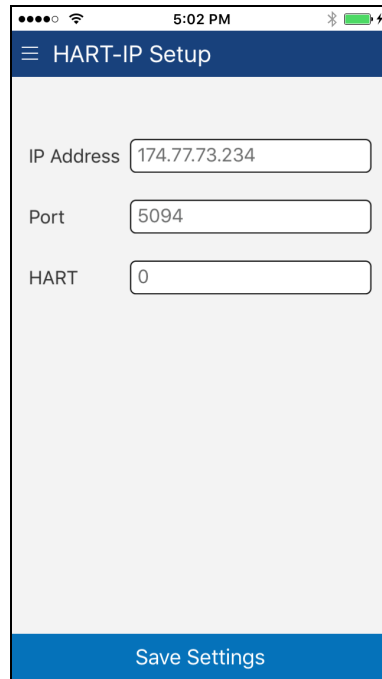 5:02 PM
HART-IP Setup
IP Address 174.77.73.234
Port 5094
HART 0
Save Settings